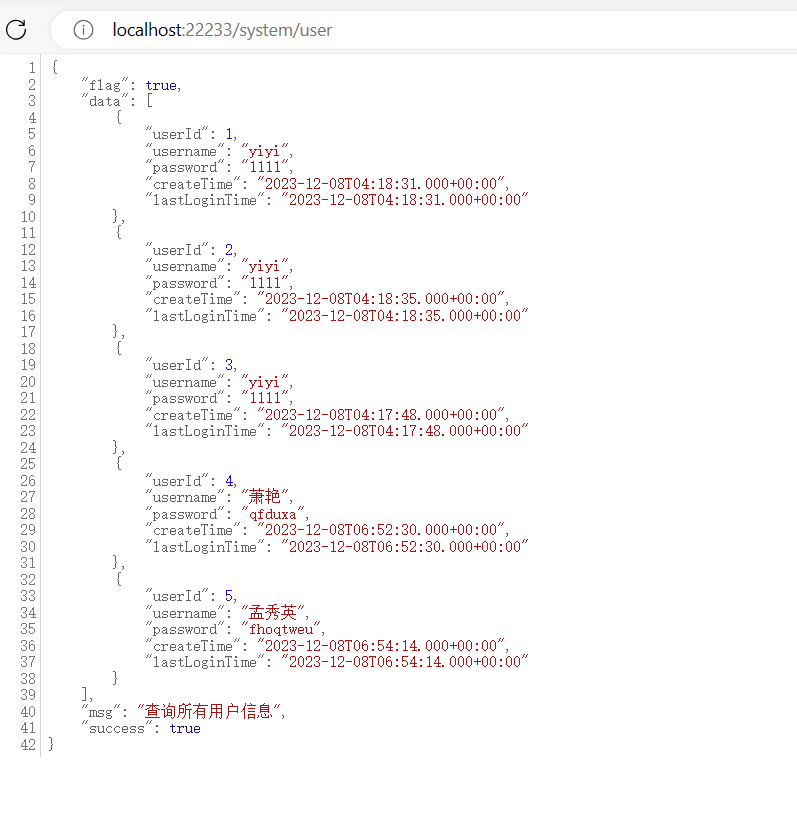 localhost:22233/system/user
1 {
2 "flag": true,
3 "data": [
4 {
5 "userId": 1,
6 "username": "yiyi",
7 "password": "1111",
8 "createTime": "2023-12-08T04:18:31.000+00:00",
9 "lastLoginTime": "2023-12-08T04:18:31.000+00:00"
10 },
11 {
12 "userId": 2,
13 "username": "yiyi",
14 "password": "1111",
15 "createTime": "2023-12-08T04:18:35.000+00:00",
16 "lastLoginTime": "2023-12-08T04:18:35.000+00:00"
17 },
18 {
19 "userId": 3,
20 "username": "yiyi",
21 "password": "1111",
22 "createTime": "2023-12-08T04:17:48.000+00:00",
23 "lastLoginTime": "2023-12-08T04:17:48.000+00:00"
24 },
25 {
26 "userId": 4,
27 "username": "萧艳",
28 "password": "qfduxa",
29 "createTime": "2023-12-08T06:52:30.000+00:00",
30 "lastLoginTime": "2023-12-08T06:52:30.000+00:00"
31 },
32 {
33 "userId": 5,
34 "username": "孟秀英",
35 "password": "fhoqtweu",
36 "createTime": "2023-12-08T06:54:14.000+00:00",
37 "lastLoginTime": "2023-12-08T06:54:14.000+00:00"
38 }
39 ],
40 "msg": "查询所有用户信息",
41 "success": true
42 }